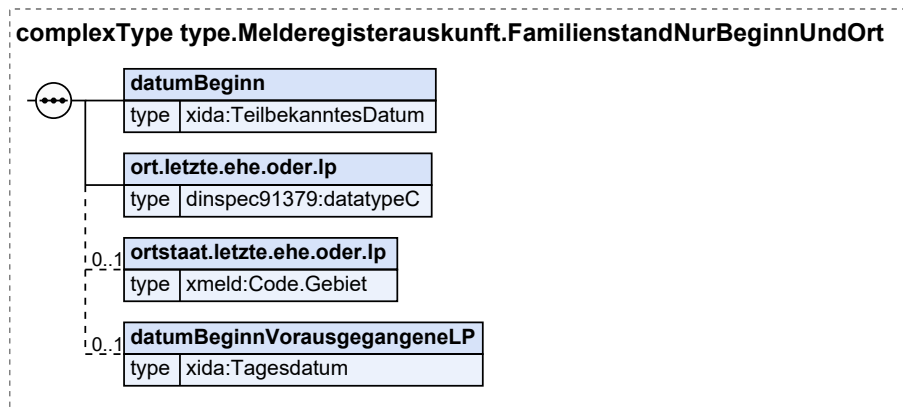 complexType type.Melderegisterauskunft.FamilienstandNurBeginnUndOrt
datumBeginn
type xida:TeilbekanntesDatum
ort.letzte.ehe.oder.lp
type dinspec91379:datatypeC
0..1 ortstaat.letzte.ehe.oder.lp
type xmeld:Code.Gebiet
0..1 datumBeginnVorausgegangeneLP
type xida:Tagesdatum